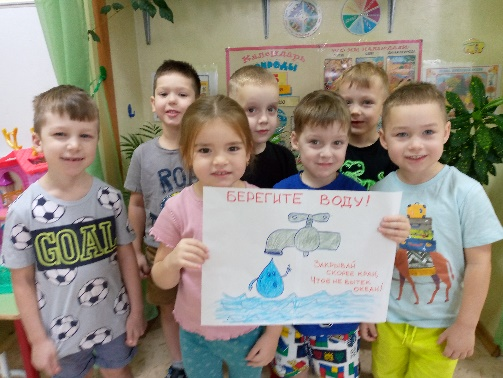 Календарь
природы
GOAL
БЕРЕГИТЕ ВОДУ!
ЗАКРЫВАЙ
СКОРЕЕ КРАН,
ЧТОБ НЕ ВЫТЕК
ОКЕАН!